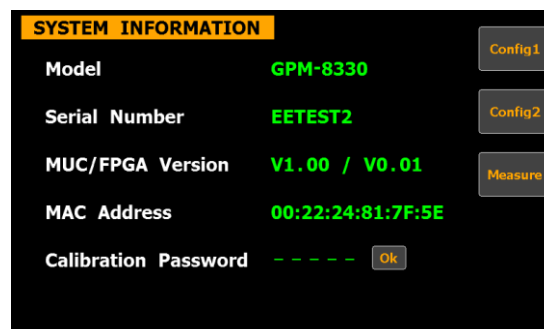 SYSTEM INFORMATION
Config1
Model GPM-8330
Serial Number EETEST2
Config2
MUC/FPGA Version V1.00 / V0.01
Measure
MAC Address 00:22:24:81:7F:5E
Calibration Password – – – – – Ok